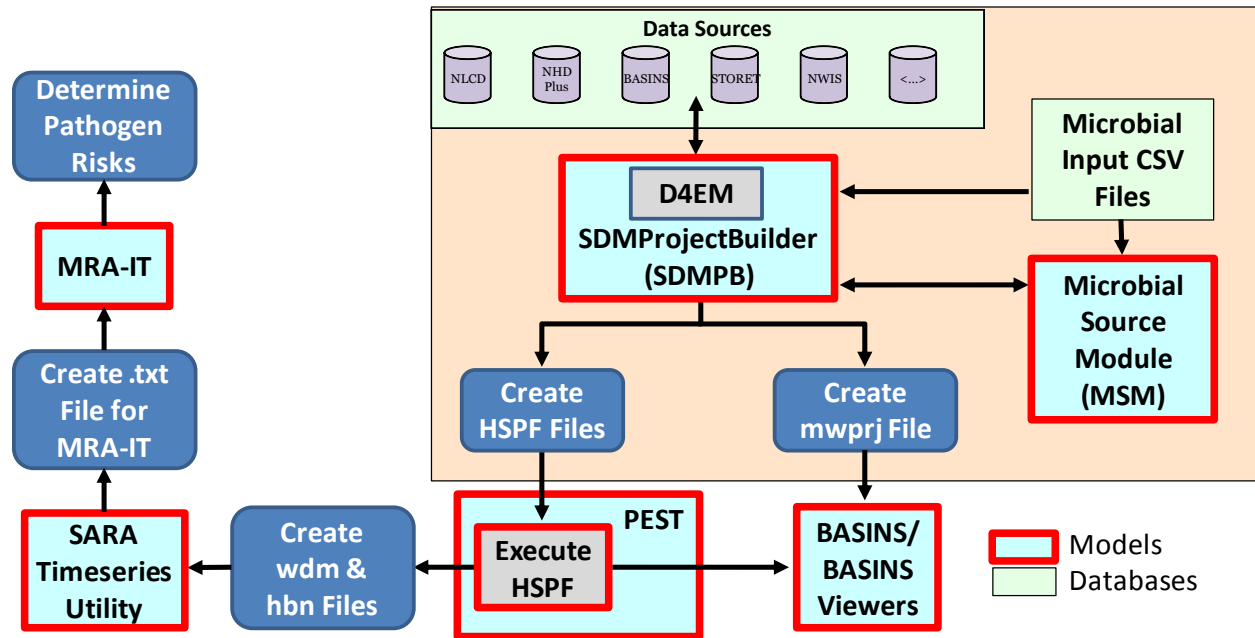 Data Sources
NLCD
NHD
Plus
BASINS
STORET
NWIS
<...>
Determine
Pathogen
Risks
Microbial
Input CSV
Files
D4EM
SDMProjectBuilder
(SDMPB)
MRA-IT
Microbial
Source
Module
(MSM)
Create .txt
File for
MRA-IT
Create
HSPF Files
Create
mwprj File
SARA
Timeseries
Utility
Create
wdm &
hbn Files
PEST
Execute
HSPF
BASINS/
BASINS
Viewers
Models
Databases